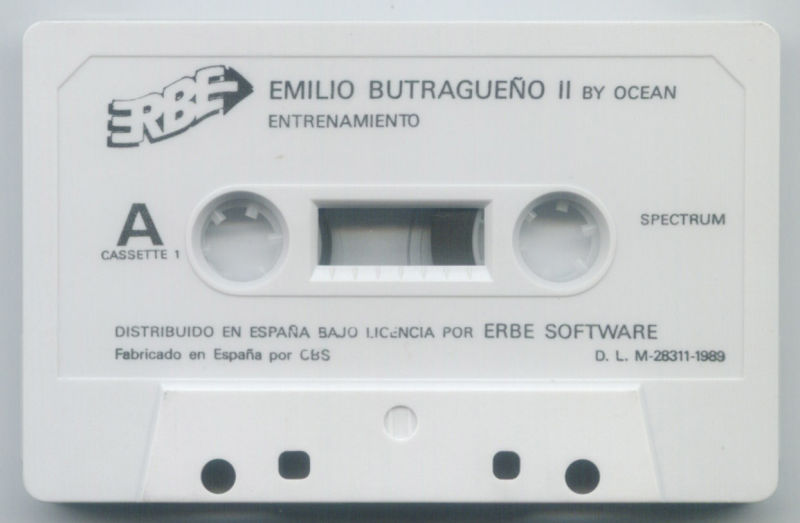 ERBE
EMILIO BUTRAGUEÑO II BY OCEAN
ENTRENAMIENTO
A
CASSETTE 1
SPECTRUM
DISTRIBUIDO EN ESPAÑA BAJO LICENCIA POR ERBE SOFTWARE
Fabricado en España por CBS
D. L. M-28311-1989